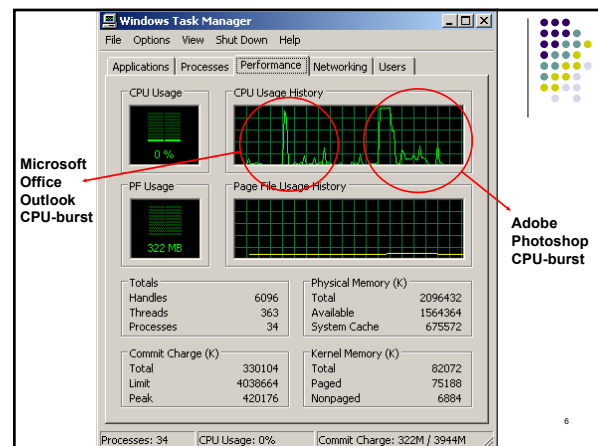 Windows Task Manager
File Options View Shut Down Help
Applications Processes Performance Networking Users
CPU Usage
CPU Usage History
0 %
Microsoft
Office
Outlook
CPU-burst
PF Usage
Page File Usage History
322 MB
Adobe
Photoshop
CPU-burst
Totals
Handles 6096
Threads 363
Processes 34
Physical Memory (K)
Total 2096432
Available 1564364
System Cache 675572
Commit Charge (K)
Total 330104
Limit 4038664
Peak 420176
Kernel Memory (K)
Total 82072
Paged 75188
Nonpaged 6884
6
Processes: 34 CPU Usage: 0% Commit Charge: 322M / 3944M